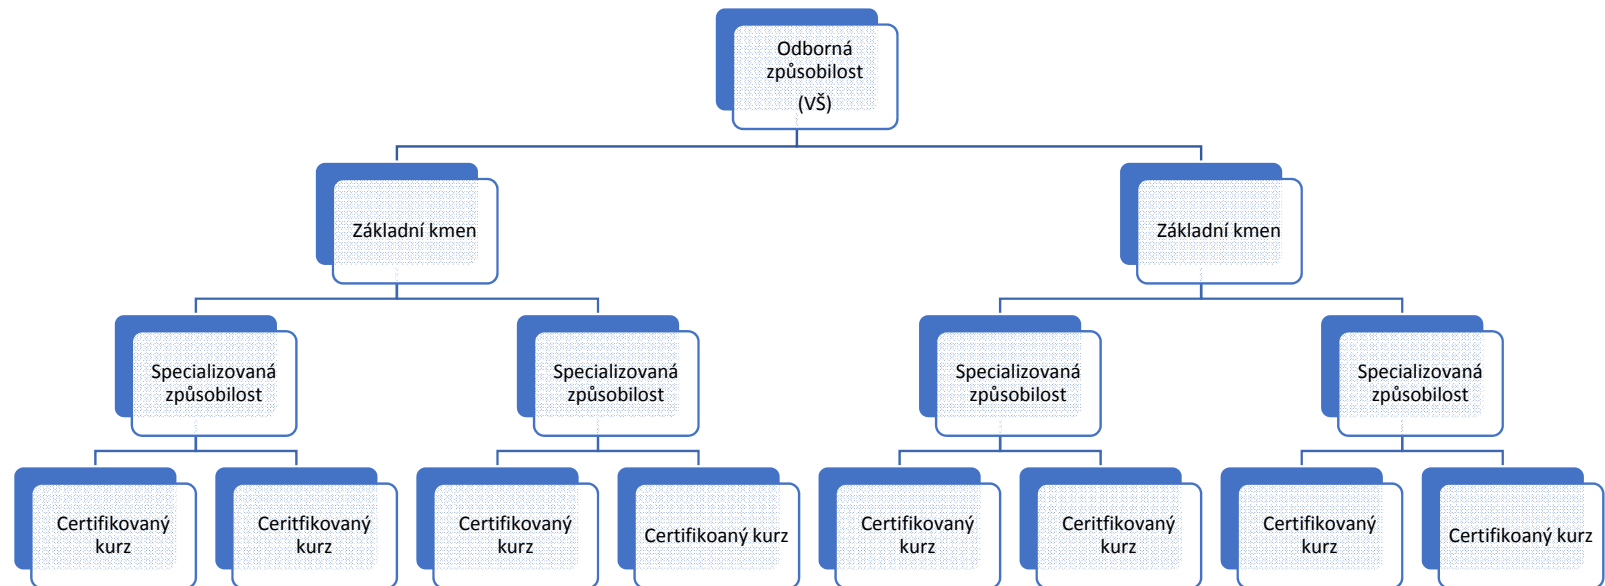 Odborná
způsobilost
(VŠ)
Základní kmen
Základní kmen
Specializovaná
způsobilost
Specializovaná
způsobilost
Specializovaná
způsobilost
Specializovaná
způsobilost
Certifikovaný
kurz
Ceritfikovaný
kurz
Certifikovaný
kurz
Certifikoaný kurz
Certifikovaný
kurz
Ceritfikovaný
kurz
Certifikovaný
kurz
Certifikoaný kurz